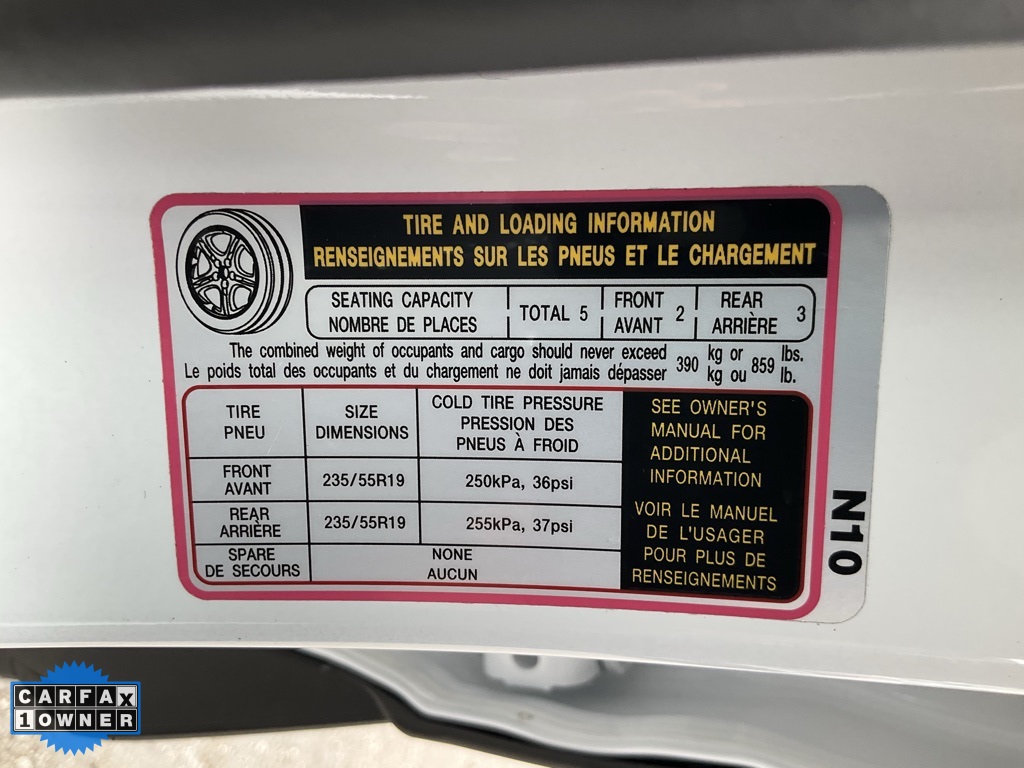 TIRE AND LOADING INFORMATION
RENSEIGNEMENTS SUR LES PNEUS ET LE CHARGEMENT
SEATING CAPACITY
NOMBRE DE PLACES
TOTAL 5
FRONT
AVANT
2
REAR
ARRIÈRE
3
The combined weight of occupants and cargo should never exceed
Le poids total des occupants et du chargement ne doit jamais dépasser
390
kg or
kg ou
859
lbs.
lb.
TIRE
PNEU
SIZE
DIMENSIONS
COLD TIRE PRESSURE
PRESSION DES
PNEUS À FROID
FRONT
AVANT
235/55R19
250kPa, 36psi
REAR
ARRIÈRE
235/55R19
255kPa, 37psi
SPARE
DE SECOURS
NONE
AUCUN
SEE OWNER'S
MANUAL FOR
ADDITIONAL
INFORMATION
VOIR LE MANUEL
DE L'USAGER
POUR PLUS DE
RENSEIGNEMENTS
N10
CARFAX
1 OWNER